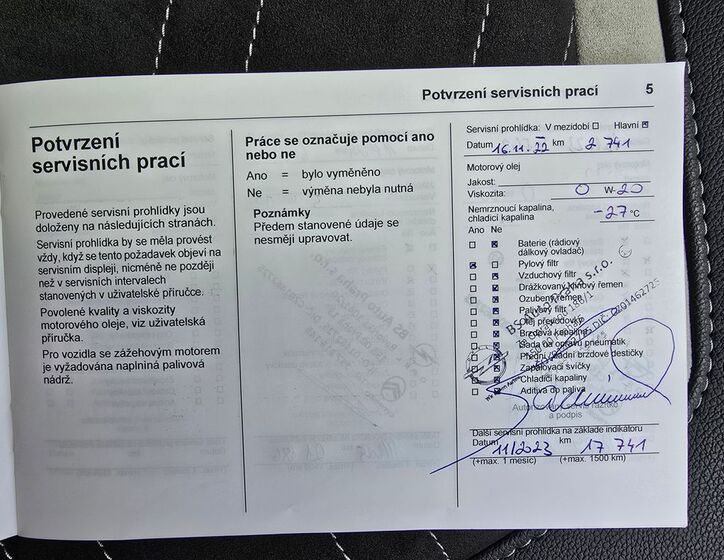 Potvrzení servisních prací 5
Potvrzení
servisních prací
Provedené servisní prohlídky jsou
doloženy na následujících stranách.
Servisní prohlídka by se měla provést
vždy, když se tento požadavek objeví na
servisním displeji, nicméně ne později
než v servisních intervalech
stanovených v uživatelské příručce.
Povolené kvality a viskozity
motorového oleje, viz uživatelská
příručka.
Pro vozidla se zážehovým motorem
je vyžadována naplniná palivová
nádrž.
Práce se označuje pomocí ano
nebo ne
Ano = bylo vyměněno
Ne = výměna nebyla nutná
Poznámky
Předem stanovené údaje se
nesměji upravovat.
Servisní prohlídka: V mezidobí Hlavní
Datum 16.11.22 km 2 741
Motorový olej
Jakost:
Viskozita: 0 W-20
Nemrznoucí kapalina,
chladicí kapalina -27 °C
Ano Ne
Baterie (rádiový
dálkový ovladač)
Pylový filtr
Vzduchový filtr
Drážkovaný klínový řemen
Ozubený řemen
Palivový filtr
Olej převodovky
Brzdová kapalina
Sada na opravu pneumatik
Přední zadní brzdové destičky
Zapalovací svíčky
Chladicí kapaliny
Aditiva do paliva
BS Auto Praha s.r.o.
a podpis
Další servisní prohlídka na základě indikátoru
Datum 11/2023 km 17 741
(+max. 1 měsíc) (+max. 1500 km)